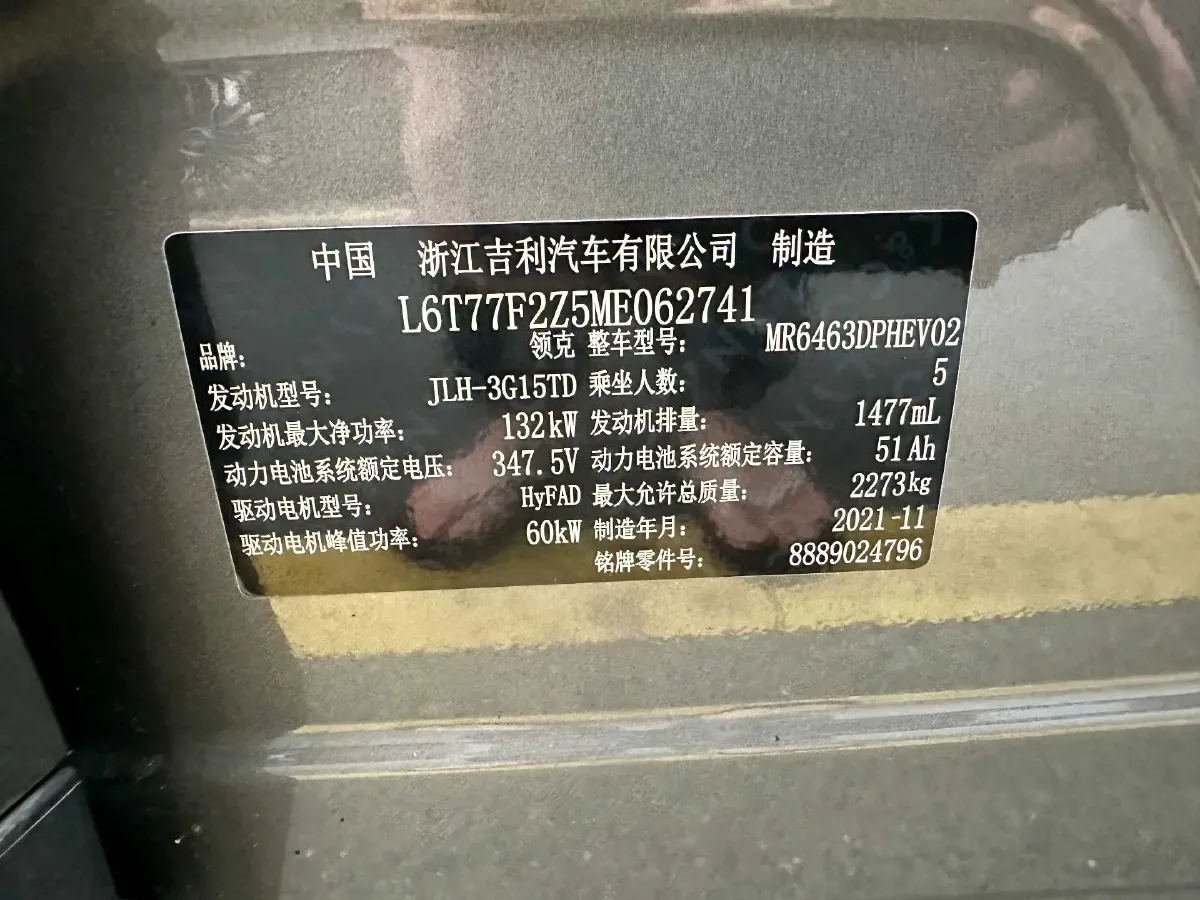 中国 浙江吉利汽车有限公司 制造
L6T77F2Z5ME062741
品牌: 领克 整车型号: MR6463DPHEV02
发动机型号: JLH-3G15TD 乘坐人数: 5
发动机最大净功率: 132kW 发动机排量: 1477mL
动力电池系统额定电压: 347.5V 动力电池系统额定容量: 51Ah
驱动电机型号: HyFAD 最大允许总质量: 2273kg
驱动电机峰值功率: 60kW 制造年月: 2021-11
铭牌零件号: 8889024796